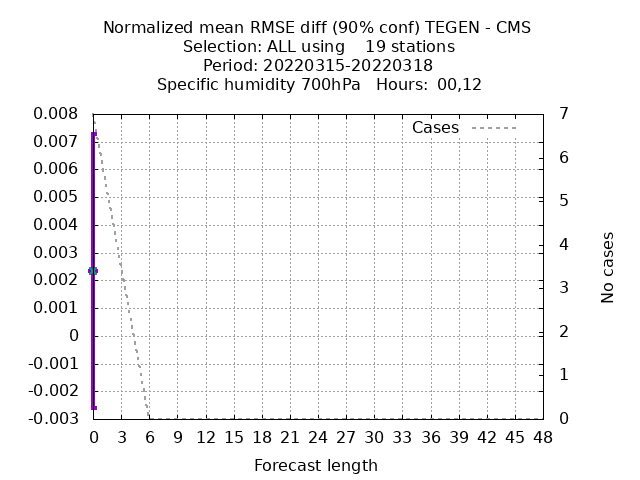 Normalized mean RMSE diff (90% conf) TEGEN - CMS
Selection: ALL using    19 stations
Period: 20220315-20220318
Specific humidity 700hPa   Hours:  00,12
Cases
0.008
0.007
0.006
0.005
0.004
0.003
0.002
0.001
0
-0.001
-0.002
-0.003
7
6
5
4
3
2
1
0
No cases
0 3 6 9 12 15 18 21 24 27 30 33 36 39 42 45 48
Forecast length